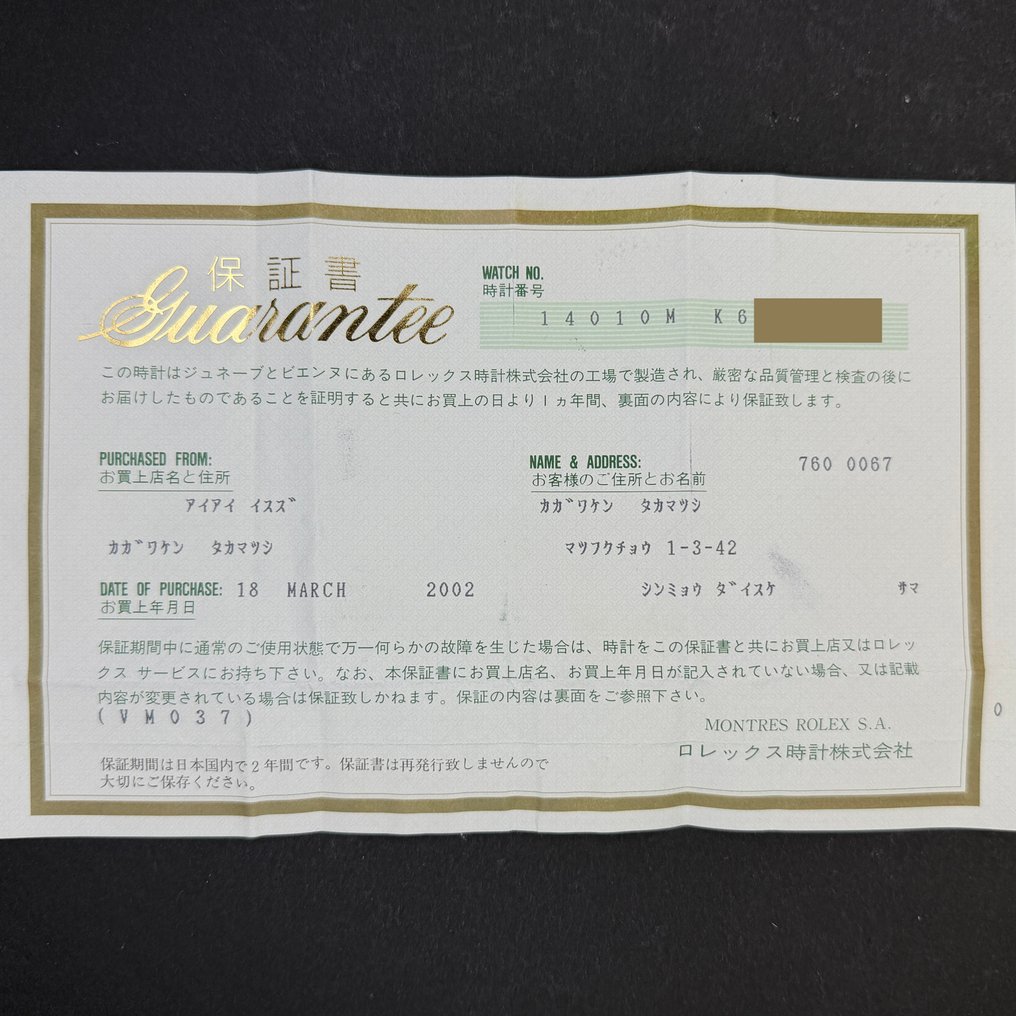 保証書
Guarantee
WATCH NO.
時計番号
14010M K6
この時計はジュネーブとビエンヌにあるロレックス時計株式会社の工場で製造され、厳密な品質管理と検査の後に
お届けしたものであることを証明すると共にお買上の日より1ヵ年間、裏面の内容により保証致します。
PURCHASED FROM:
お買上店名と住所
アイアイ イスズ
カガワケン タカマツシ
NAME & ADDRESS: 760 0067
お客様のご住所とお名前
カガワケン タカマツシ
マツフクチョウ 1-3-42
シンミョウ ダイスケ サマ
DATE OF PURCHASE: 18 MARCH 2002
お買上年月日
保証期間中に通常のご使用状態で万一何らかの故障を生じた場合は、時計をこの保証書と共にお買上店又はロレッ
クス サービスにお持ち下さい。なお、本保証書にお買上店名、お買上年月日が記入されていない場合、又は記載
内容が変更されている場合は保証致しかねます。保証の内容は裏面をご参照下さい。
(VM037)
MONTRES ROLEX S.A.
ロレックス時計株式会社
0
保証期間は日本国内で2年間です。保証書は再発行致しませんので
大切にご保存ください。